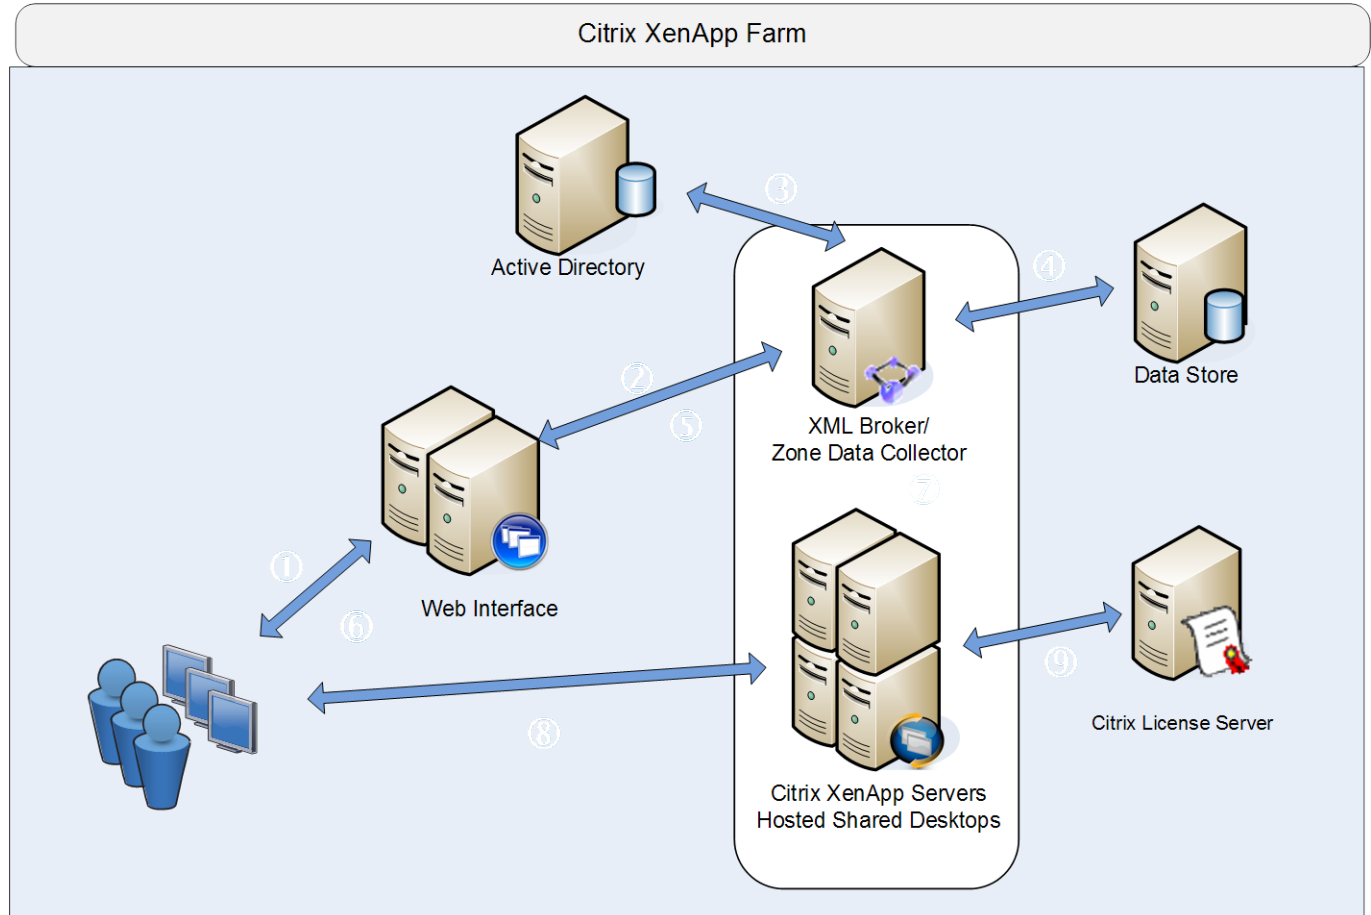 Citrix XenApp Farm
③
Active Directory
④
Data Store
②
⑤
XML Broker/
Zone Data Collector
⑦
①
Web Interface
⑥
⑨
Citrix License Server
⑧
Citrix XenApp Servers
Hosted Shared Desktops